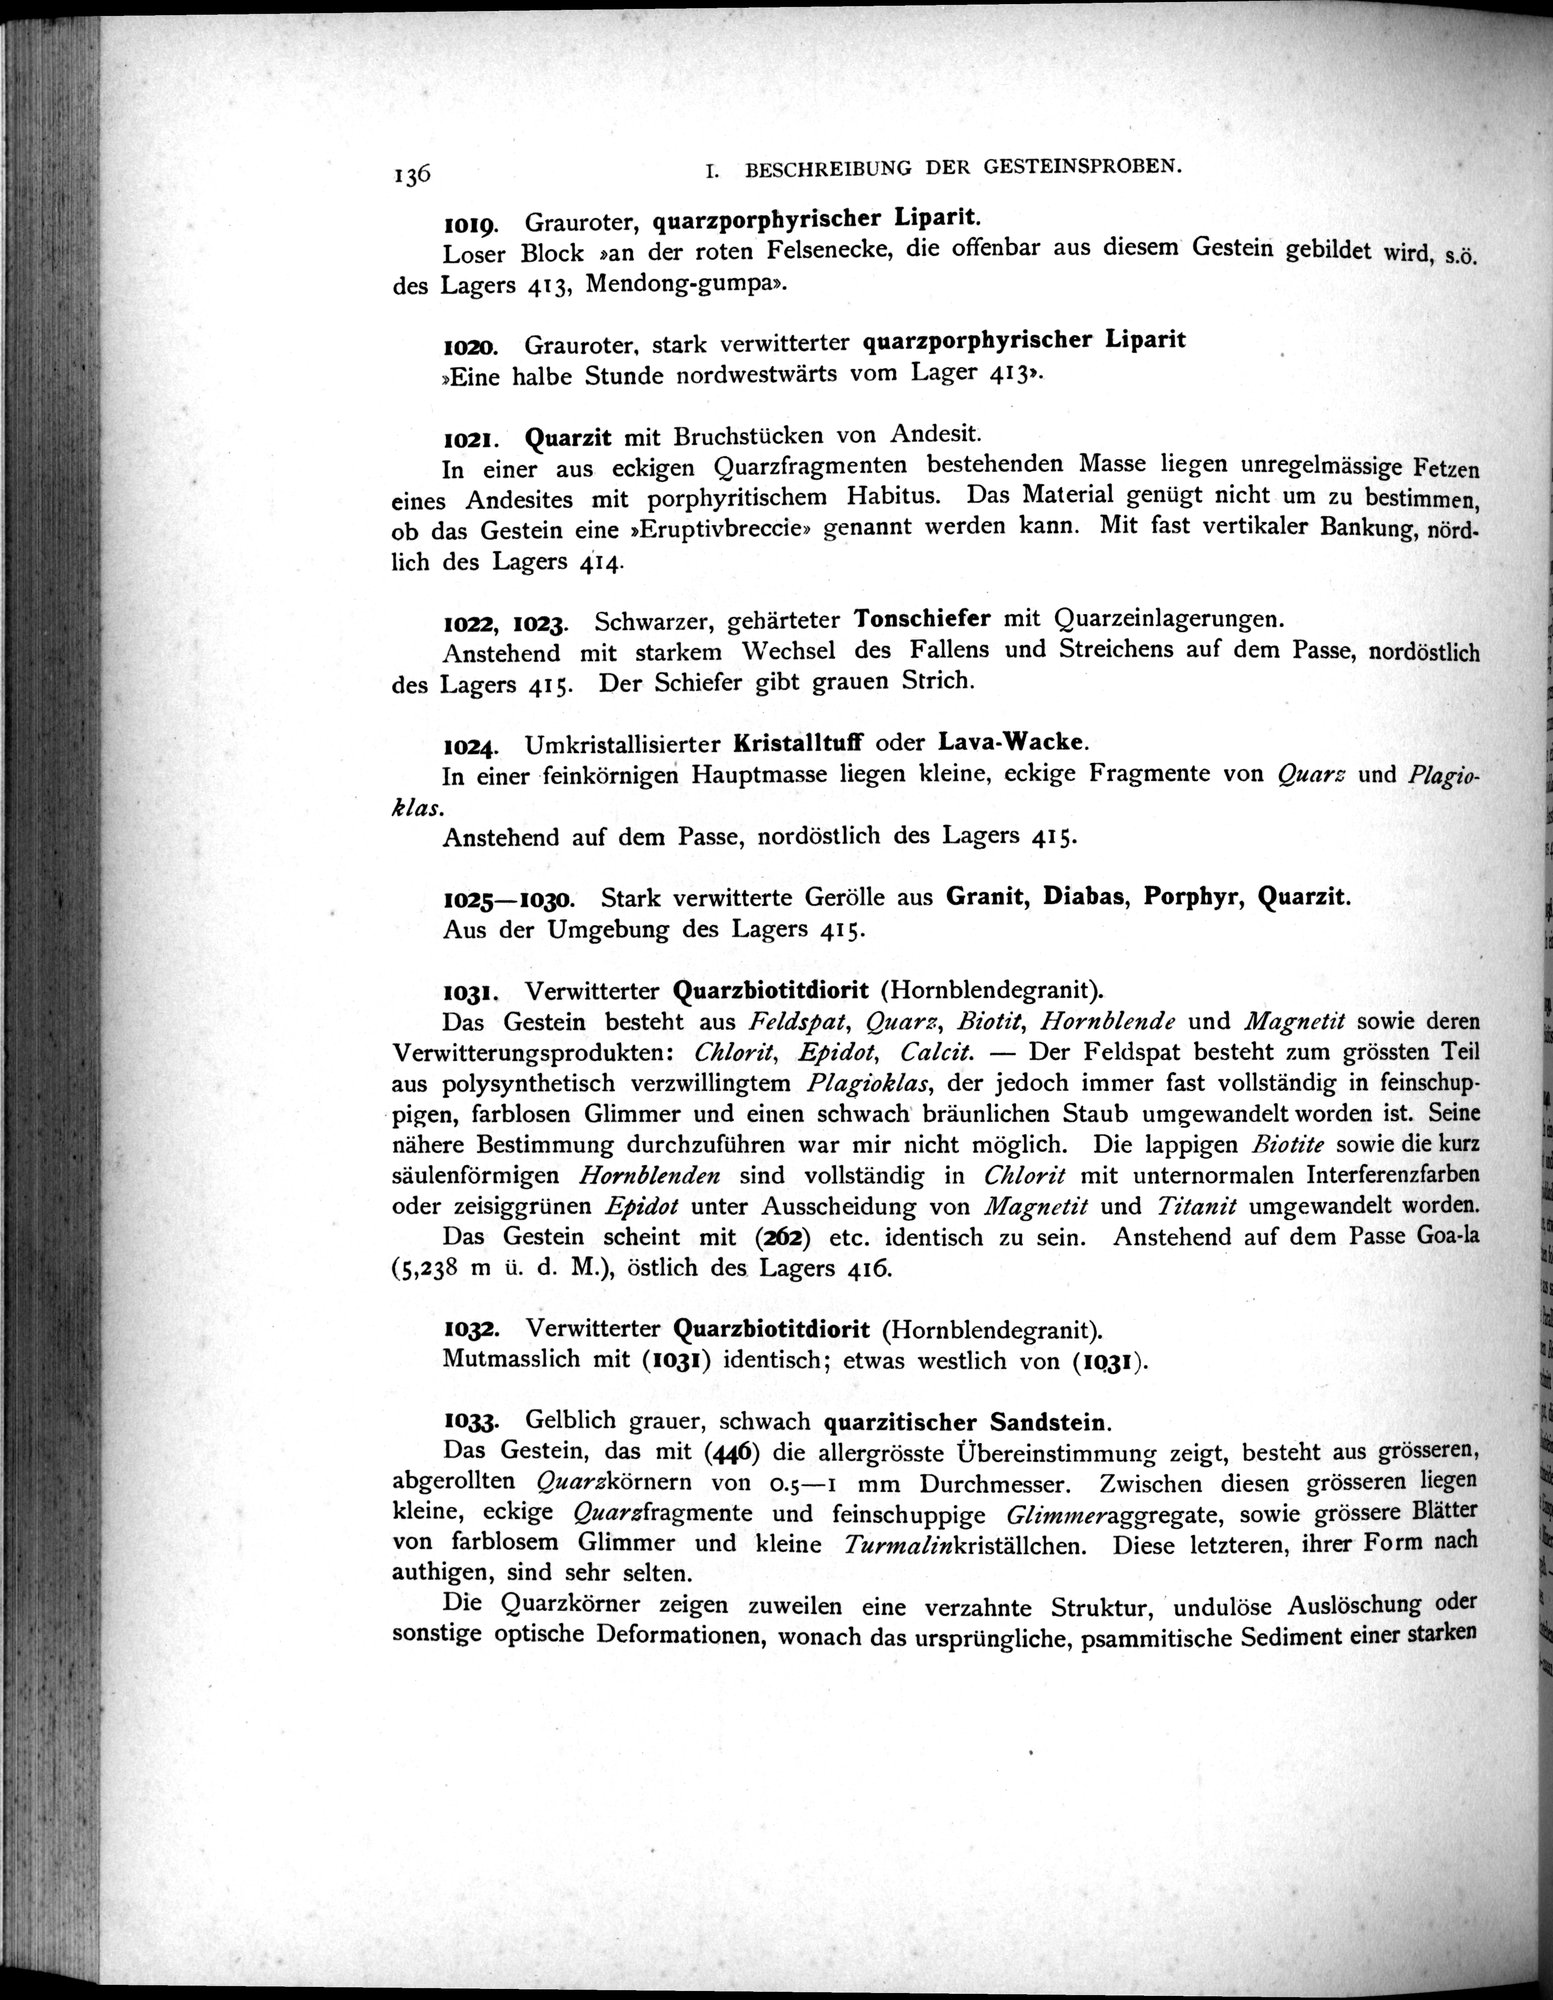 136
I. BESCHREIBUNG DER GESTEINSPROBEN.
1019. Grauroter, quarzporphyrischer Liparit.
Loser Block »an der roten Felsenecke, die offenbar aus diesem Gestein gebildet wird, s.ö.
des Lagers 413, Mendong-gumpa».
1020. Grauroter, stark verwitterter quarzporphyrischer Liparit
»Eine halbe Stunde nordwestwärts vom Lager 413».
1021. Quarzit mit Bruchstücken von Andesit.
In einer aus eckigen Quarzfragmenten bestehenden Masse liegen unregelmässige Fetzen
eines Andesites mit porphyritischem Habitus. Das Material genügt nicht um zu bestimmen,
ob das Gestein eine »Eruptivbreccie» genannt werden kann. Mit fast vertikaler Bankung, nörd-
lich des Lagers 414.
1022, 1023. Schwarzer, gehärteter Tonschiefer mit Quarzeinlagerungen.
Anstehend mit starkem Wechsel des Fallens und Streichens auf dem Passe, nordöstlich
des Lagers 415. Der Schiefer gibt grauen Strich.
1024. Umkristallisierter Kristalltuff oder Lava-Wacke.
In einer feinkörnigen Hauptmasse liegen kleine, eckige Fragmente von Quarz und Plagio-
klas.
Anstehend auf dem Passe, nordöstlich des Lagers 415.
1025—1030. Stark verwitterte Gerölle aus Granit, Diabas, Porphyr, Quarzit.
Aus der Umgebung des Lagers 415.
1031. Verwitterter Quarzbiotitdiorit (Hornblendegranit).
Das Gestein besteht aus Feldspat, Quarz, Biotit, Hornblende und Magnetit sowie deren
Verwitterungsprodukten: Chlorit, Epidot, Calcit. — Der Feldspat besteht zum grössten Teil
aus polysynthetisch verzwillingtem Plagioklas, der jedoch immer fast vollständig in feinschup-
pigen, farblosen Glimmer und einen schwach bräunlichen Staub umgewandelt worden ist. Seine
nähere Bestimmung durchzuführen war mir nicht möglich. Die lappigen Biotite sowie die kurz
säulenförmigen Hornblenden sind vollständig in Chlorit mit unternormalen Interferenzfarben
oder zeisiggrünen Epidot unter Ausscheidung von Magnetit und Titanit umgewandelt worden.
Das Gestein scheint mit (262) etc. identisch zu sein. Anstehend auf dem Passe Goa-la
(5,238 m ü. d. M.), östlich des Lagers 416.
1032. Verwitterter Quarzbiotitdiorit (Hornblendegranit).
Mutmasslich mit (1031) identisch; etwas westlich von (1031).
1033. Gelblich grauer, schwach quarzitischer Sandstein.
Das Gestein, das mit (446) die allergrösste Übereinstimmung zeigt, besteht aus grösseren,
abgerollten Quarzkörnern von 0.5—1 mm Durchmesser. Zwischen diesen grösseren liegen
kleine, eckige Quarzfragmente und feinschuppige Glimmeraggregate, sowie grössere Blätter
von farblosem Glimmer und kleine Turmalinkriställchen. Diese letzteren, ihrer Form nach
authigen, sind sehr selten.
Die Quarzkörner zeigen zuweilen eine verzahnte Struktur, undulöse Auslöschung oder
sonstige optische Deformationen, wonach das ursprüngliche, psammitische Sediment einer starken